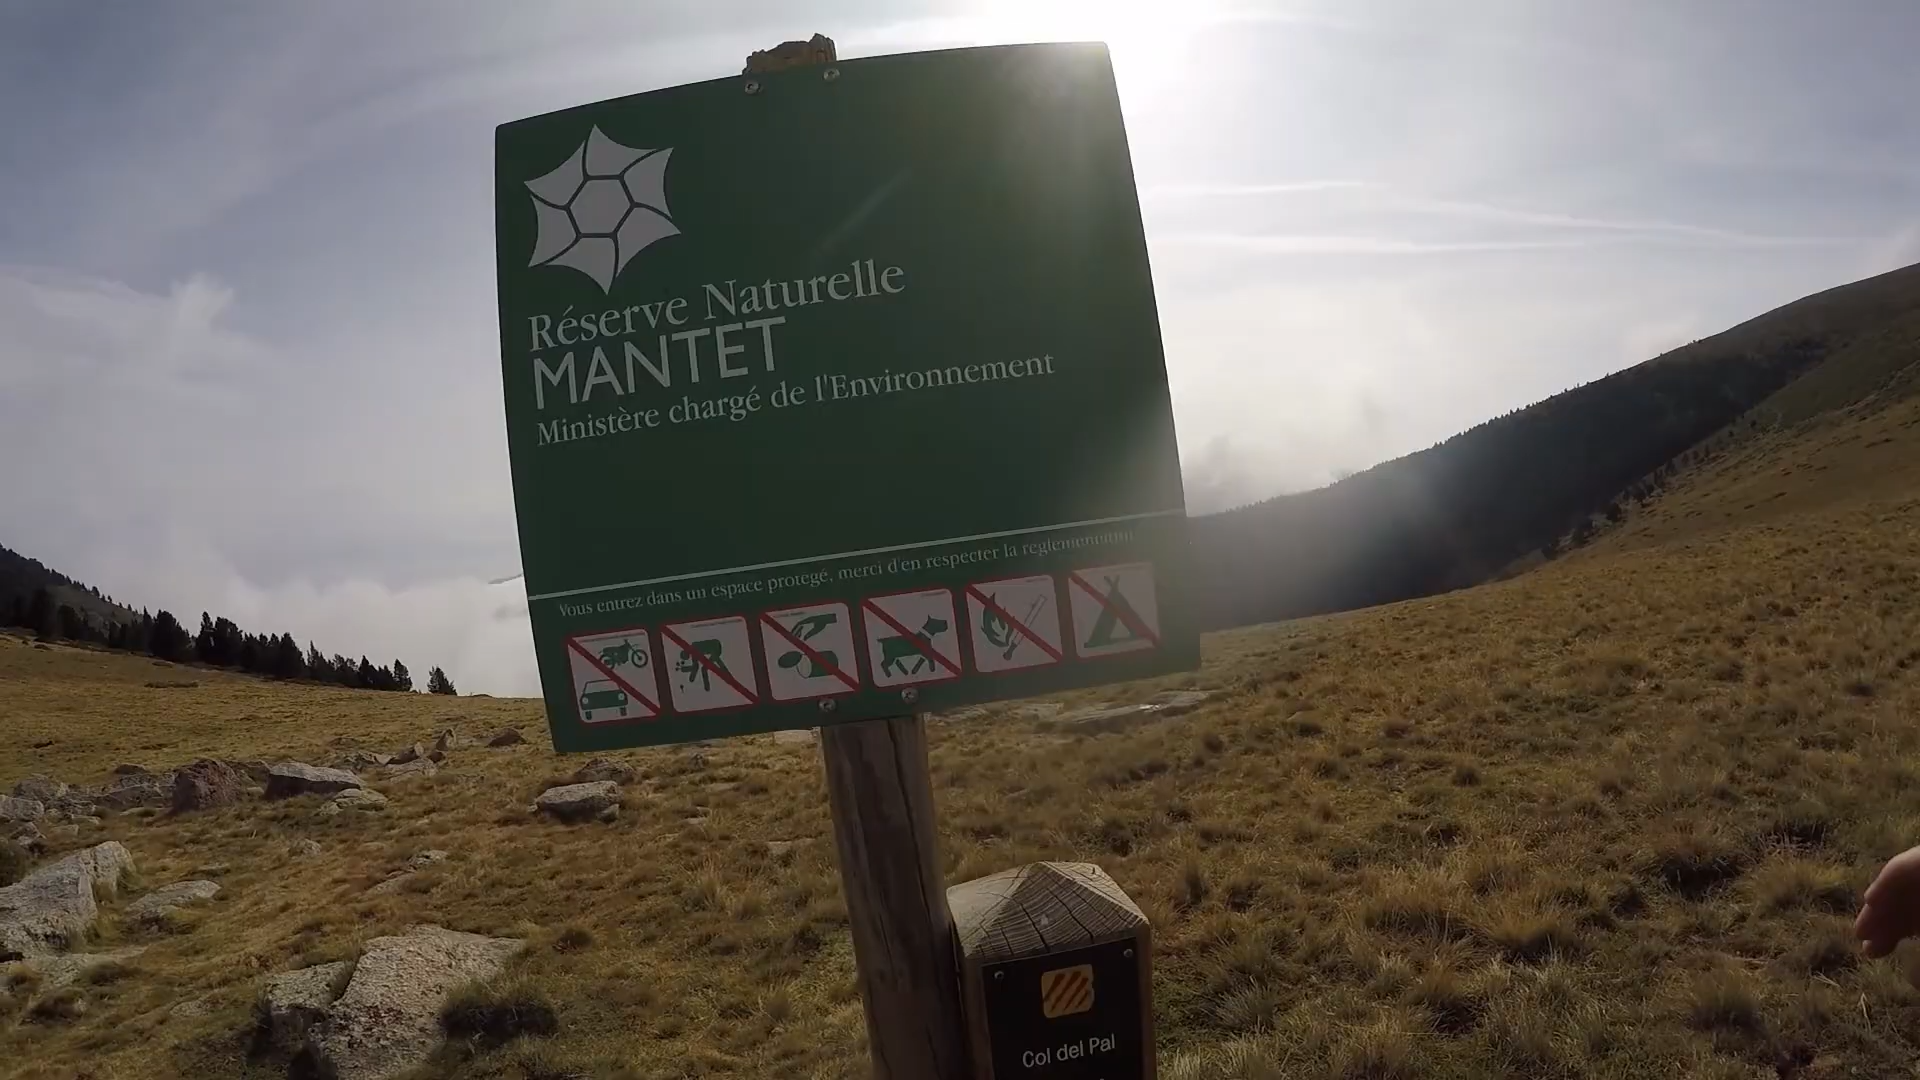 Réserve Naturelle
MANTET
Ministère chargé de l'Environnement
Vous entrez dans un espace protegé, merci d'en respecter la reglementation
Col del Pal